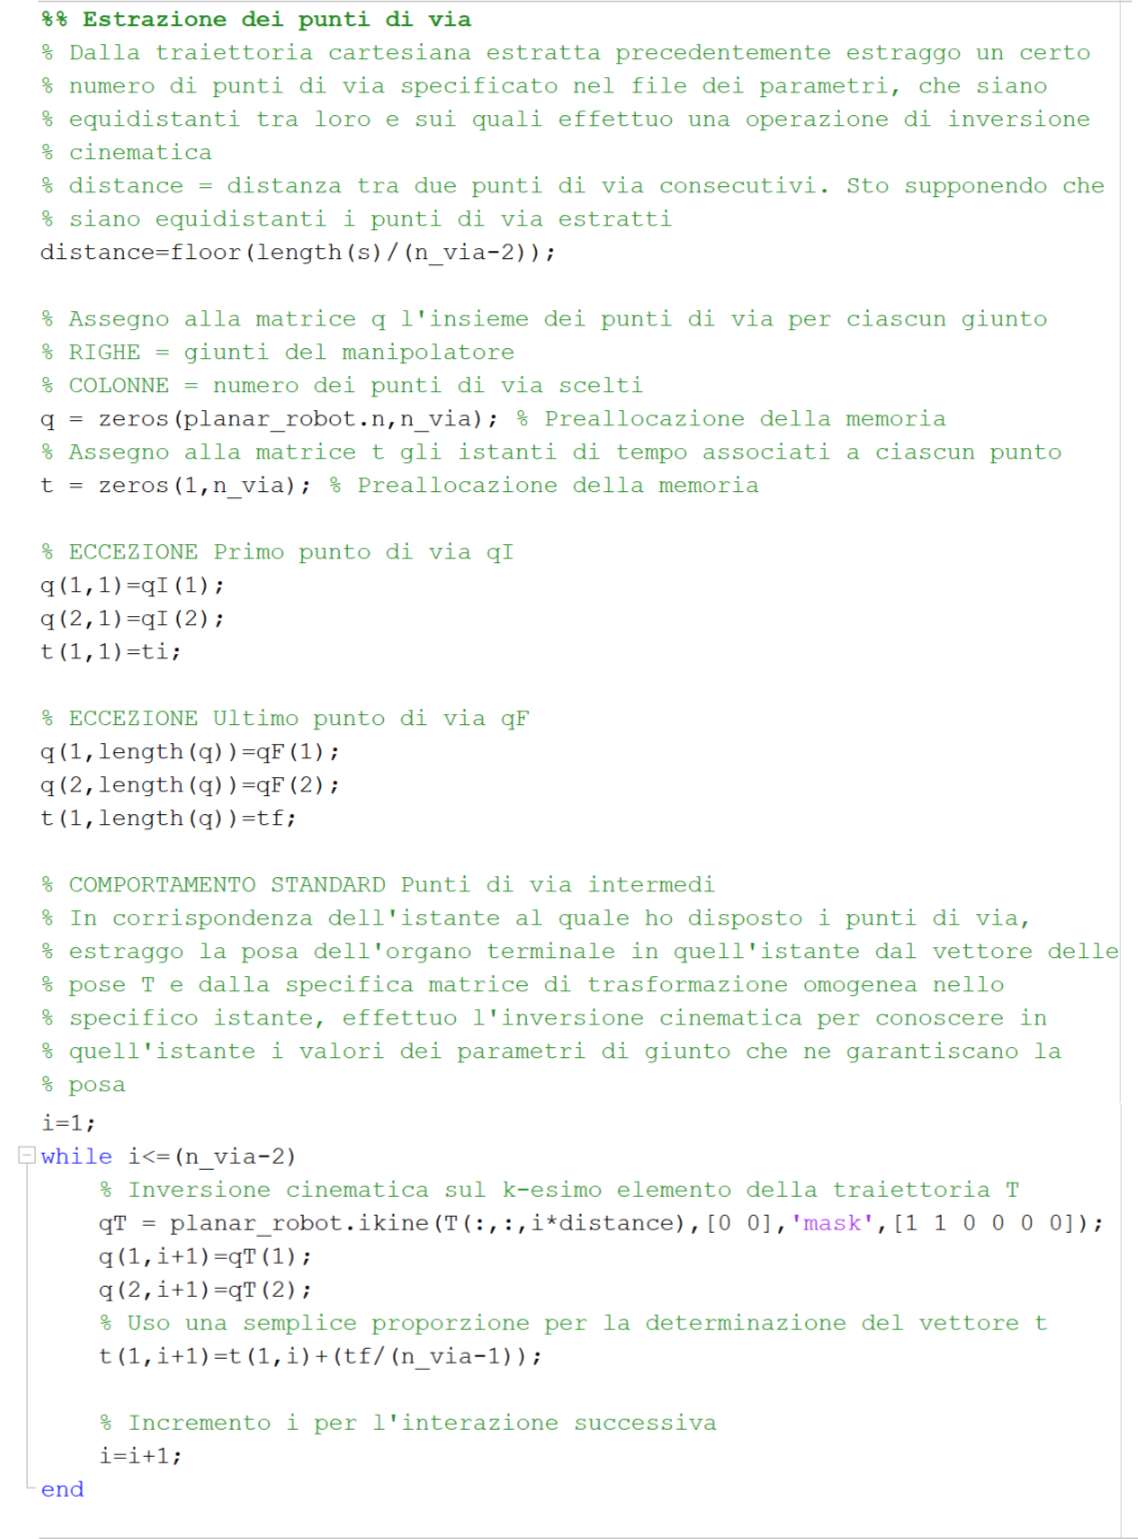 %% Estrazione dei punti di via
% Dalla traiettoria cartesiana estratta precedentemente estraggo un certo
% numero di punti di via specificato nel file dei parametri, che siano
% equidistanti tra loro e sui quali effettuo una operazione di inversione
% cinematica
% distance = distanza tra due punti di via consecutivi. Sto supponendo che
% siano equidistanti i punti di via estratti
distance=floor(length(s)/(n_via-2));
% Assegno alla matrice q l'insieme dei punti di via per ciascun giunto
% RIGHE = giunti del manipolatore
% COLONNE = numero dei punti di via scelti
q = zeros(planar_robot.n,n_via); % Preallocazione della memoria
% Assegno alla matrice t gli istanti di tempo associati a ciascun punto
t = zeros(1,n_via); % Preallocazione della memoria
% ECCEZIONE Primo punto di via qI
q(1,1)=qI(1);
q(2,1)=qI(2);
t(1,1)=ti;
% ECCEZIONE Ultimo punto di via qF
q(1,length(q))=qF(1);
q(2,length(q))=qF(2);
t(1,length(q))=tf;
% COMPORTAMENTO STANDARD Punti di via intermedi
% In corrispondenza dell'istante al quale ho disposto i punti di via,
% estraggo la posa dell'organo terminale in quell'istante dal vettore delle
% pose T e dalla specifica matrice di trasformazione omogenea nello
% specifico istante, effettuo l'inversione cinematica per conoscere in
% quell'istante i valori dei parametri di giunto che ne garantiscano la
% posa
i=1;
while i<=(n_via-2)
% Inversione cinematica sul k-esimo elemento della traiettoria T
qT = planar_robot.ikine(T(:,:,i*distance),[0 0],'mask',[1 1 0 0 0 0]);
q(1,i+1)=qT(1);
q(2,i+1)=qT(2);
% Uso una semplice proporzione per la determinazione del vettore t
t(1,i+1)=t(1,i)+(tf/(n_via-1));
% Incremento i per l'interazione successiva
i=i+1;
end